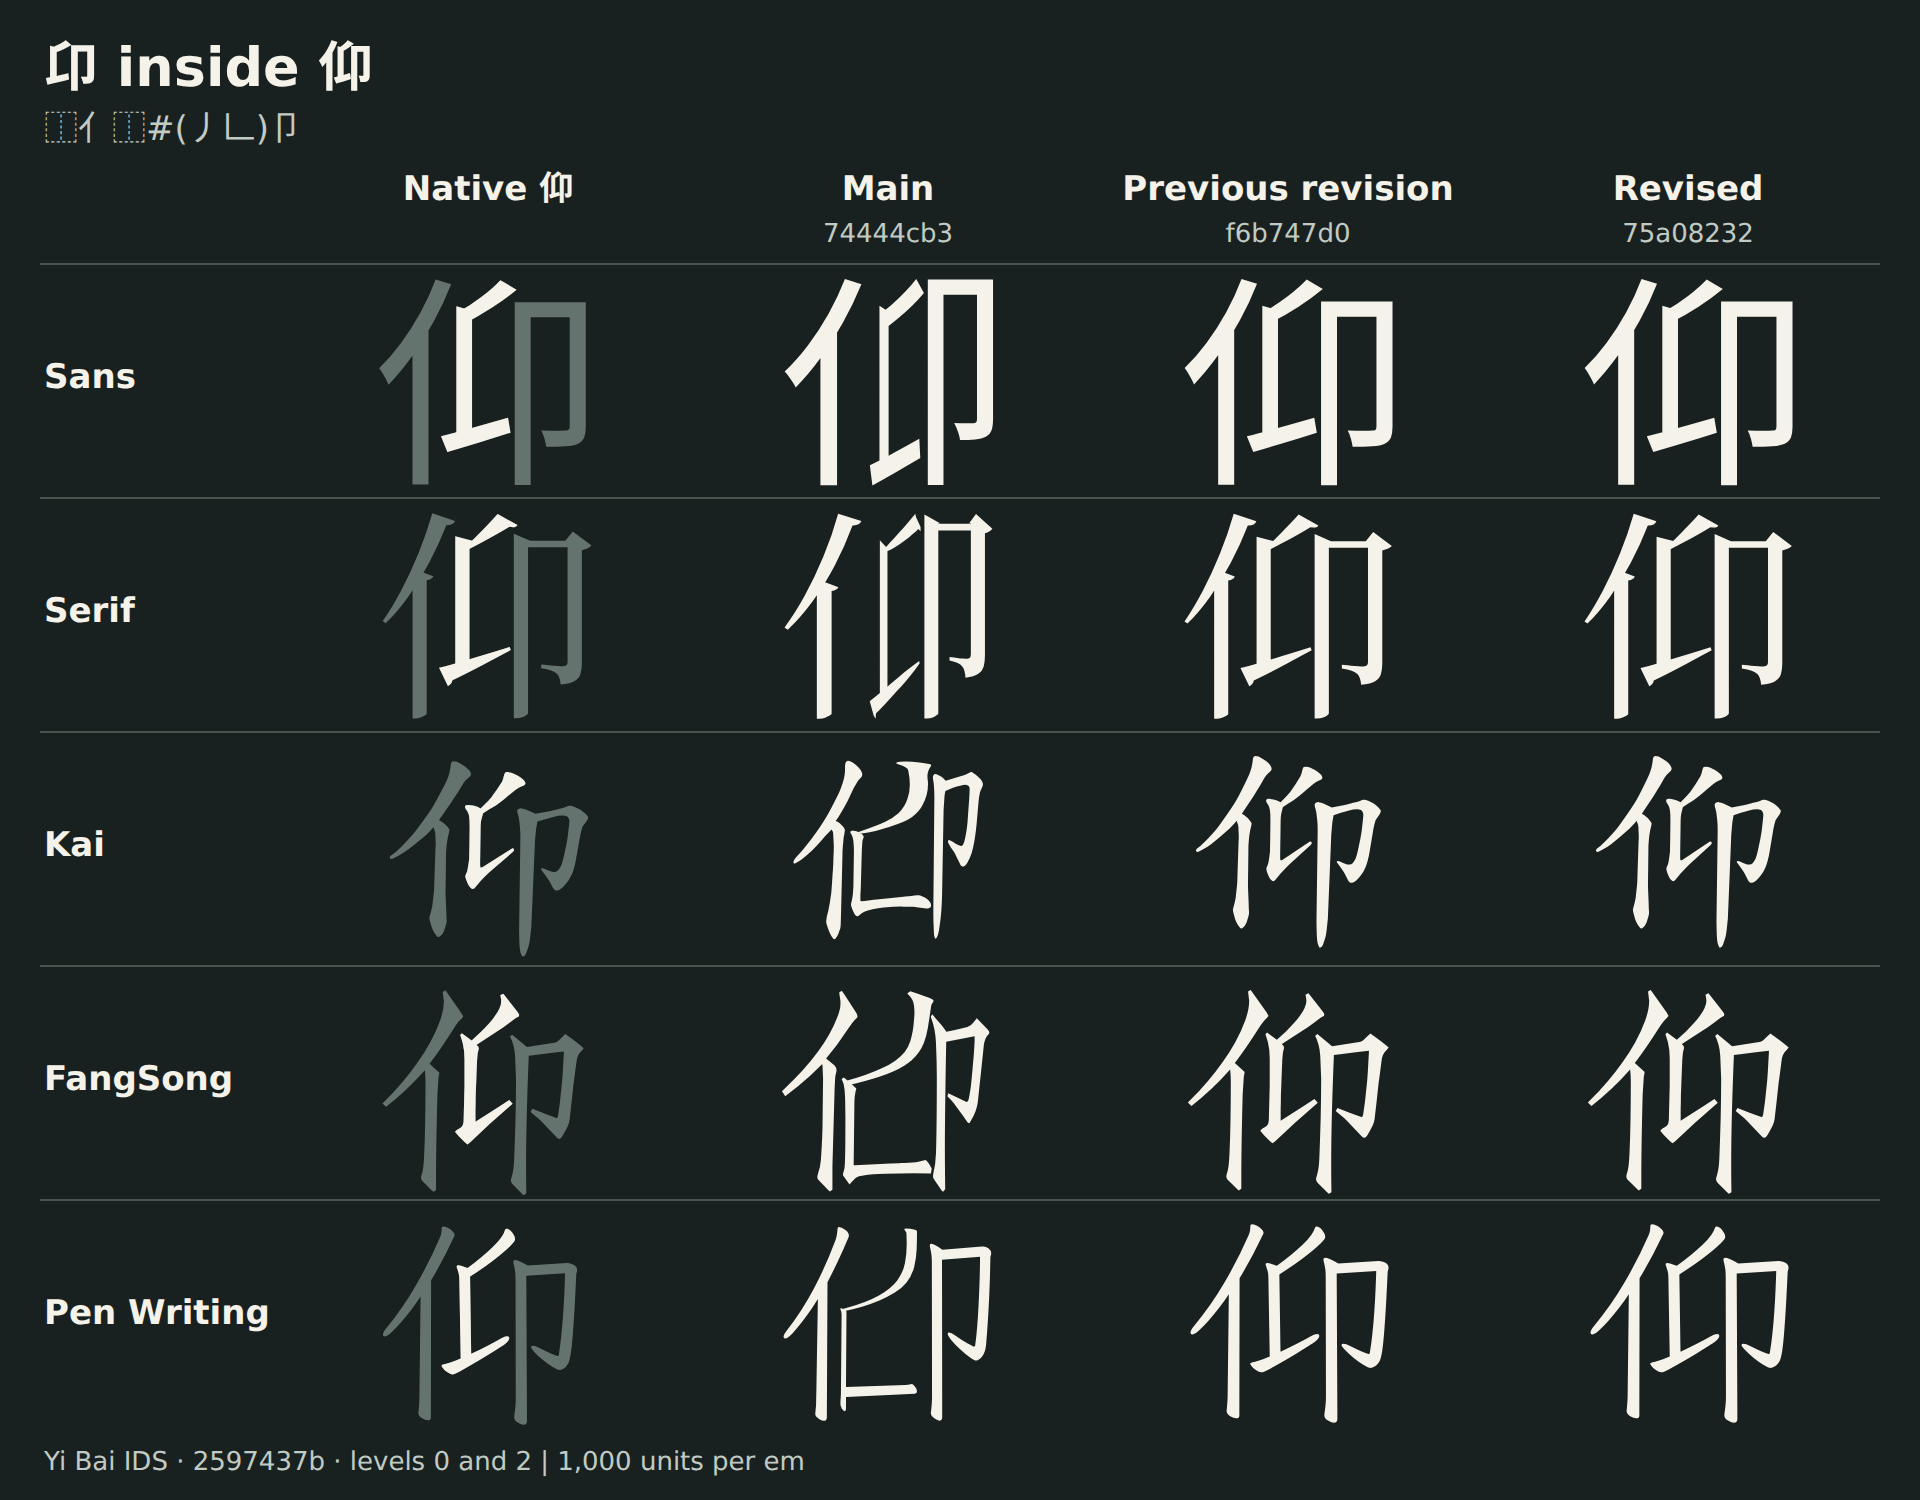 卬 inside 仰
⿰亻⿰#(丿𠃊)卩
Native 仰 Main Previous revision Revised
74444cb3 f6b747d0 75a08232
Sans 仰 仰 仰 仰
Serif 仰 仰 仰 仰
Kai 仰 仰 仰 仰
FangSong 仰 仰 仰 仰
Pen Writing 仰 仰 仰 仰
Yi Bai IDS · 2597437b · levels 0 and 2 | 1,000 units per em